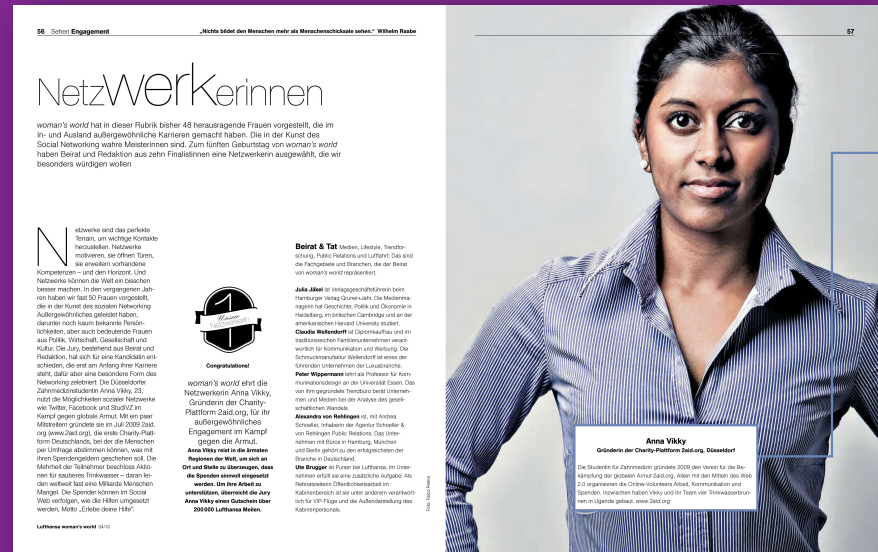 56 Sehen Engagement
„Nichts bildet den Menschen mehr als Menschenschicksale sehen.“ Wilhelm Raabe
57
NetzWerkerinnen
woman's world hat in dieser Rubrik bisher 48 herausragende Frauen vorgestellt, die im
In- und Ausland außergewöhnliche Karrieren gemacht haben. Die in der Kunst des
Social Networking wahre Meisterinnen sind. Zum fünften Geburtstag von woman's world
haben Beirat und Redaktion aus zehn Finalistinnen eine Netzwerkerin ausgewählt, die wir
besonders würdigen wollen
Netzwerke sind das perfekte
Terrain, um wichtige Kontakte
herzustellen. Netzwerke
motivieren, sie öffnen Türen,
sie erweitern vorhandene
Kompetenzen – und den Horizont. Und
Netzwerke können die Welt ein bisschen
besser machen. In den vergangenen Jah-
ren haben wir fast 50 Frauen vorgestellt,
die in der Kunst des sozialen Networking
Außergewöhnliches geleistet haben,
darunter noch kaum bekannte Persön-
lichkeiten, aber auch bedeutende Frauen
aus Politik, Wirtschaft, Gesellschaft und
Kultur. Die Jury, bestehend aus Beirat und
Redaktion, hat sich für eine Kandidatin ent-
schieden, die erst am Anfang ihrer Karriere
steht, dafür aber eine besondere Form des
Networking zelebriert: Die Düsseldorfer
Zahnmedizinstudentin Anna Vikky, 23,
nutzt die Möglichkeiten sozialer Netzwerke
wie Twitter, Facebook und StudiVZ im
Kampf gegen globale Armut. Mit ein paar
Mitstreitern gründete sie im Juli 2009 2aid.
org (www.2aid.org), die erste Charity-Platt-
form Deutschlands, bei der die Menschen
per Umfrage abstimmen können, was mit
ihren Spendengeldern geschehen soll. Die
Mehrheit der Teilnehmer beschloss Aktio-
nen für sauberes Trinkwasser – daran lei-
den weltweit fast eine Milliarde Menschen
Mangel. Die Spender können im Social
Web verfolgen, wie die Hilfen umgesetzt
werden, Motto „Erlebe deine Hilfe“.
1
Unsere
Netzwerkerin
1
Congratulations!
woman's world ehrt die
Netzwerkerin Anna Vikky,
Gründerin der Charity-
Plattform 2aid.org, für ihr
außergewöhnliches
Engagement im Kampf
gegen die Armut.
Anna Vikky reist in die ärmsten
Regionen der Welt, um sich an
Ort und Stelle zu überzeugen, dass
die Spenden sinnvoll eingesetzt
werden. Um ihre Arbeit zu
unterstützen, überreicht die Jury
Anna Vikky einen Gutschein über
200 000 Lufthansa Meilen.
Beirat & Tat Medien, Lifestyle, Trendfor-
schung, Public Relations und Luftfahrt: Das sind
die Fachgebiete und Branchen, die der Beirat
von woman's world repräsentiert.
Julia Jäkel ist Verlagsgeschäftsführerin beim
Hamburger Verlag Gruner+Jahr. Die Medienma-
nagerin hat Geschichte, Politik und Ökonomie in
Heidelberg, im britischen Cambridge und an der
amerikanischen Harvard University studiert.
Claudia Wellendorff ist Diplomkauffrau und im
traditionsreichen Familienunternehmen verant-
wortlich für Kommunikation und Werbung. Die
Schmuckmanufaktur Wellendorff ist eines der
führenden Unternehmen der Luxusbranche.
Peter Wippermann lehrt als Professor für Kom-
munikationsdesign an der Universität Essen. Das
von ihm gegründete Trendbüro berät Unterneh-
men und Medien bei der Analyse des gesell-
schaftlichen Wandels.
Alexandra von Rehlingen ist, mit Andrea
Schoeller, Inhaberin der Agentur Schoeller &
von Rehlingen Public Relations. Das Unter-
nehmen mit Büros in Hamburg, München
und Berlin gehört zu den erfolgreichsten der
Branche in Deutschland.
Ute Brugger ist Purser bei Lufthansa. Im Unter-
nehmen erfüllt sie eine zusätzliche Aufgabe: Als
Referatsleiterin Öffentlichkeitsarbeit im
Kabinenbereich ist sie unter anderem verantwort-
lich für VIP-Flüge und die Außendarstellung des
Kabinenpersonals.
Foto:
Anna Vikky
Gründerin der Charity-Plattform 2aid.org, Düsseldorf
Die Studentin für Zahnmedizin gründete 2009 den Verein für die Be-
kämpfung der globalen Armut 2aid.org. Allein mit den Mitteln des Web
2.0 organisieren die Online-Volunteers Arbeit, Kommunikation und
Spenden. Inzwischen haben Vikky und ihr Team vier Trinkwasserbrun-
nen in Uganda gebaut. www.2aid.org
Lufthansa woman's world 04/10